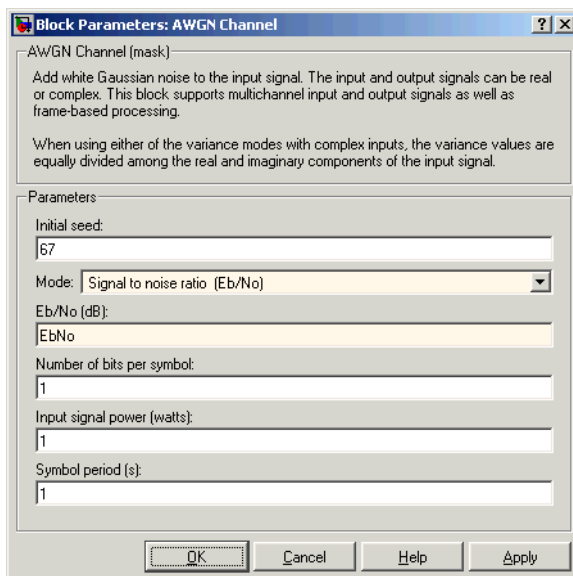 Block Parameters: AWGN Channel
AWGN Channel (mask)
Add white Gaussian noise to the input signal. The input and output signals can be real
or complex. This block supports multichannel input and output signals as well as
frame-based processing.
When using either of the variance modes with complex inputs, the variance values are
equally divided among the real and imaginary components of the input signal.
Parameters
Initial seed:
67
Mode: Signal to noise ratio (Eb/No)
Eb/No (dB):
EbNo
Number of bits per symbol:
1
Input signal power (watts):
1
Symbol period (s):
1
OK Cancel Help Apply